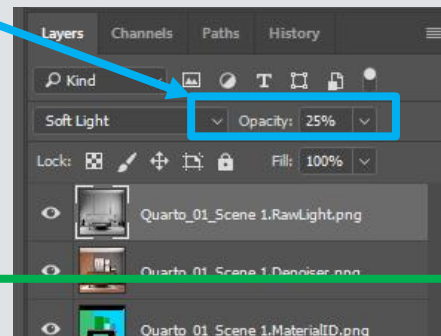 Layers Channels Paths History
Kind
Soft Light Opacity: 25%
Lock: Fill: 100%
Quarto_01_Scene 1.RawLight.png
Quarto_01_Scene 1.Denoiser.png
Quarto_01_Scene 1.MaterialID.png